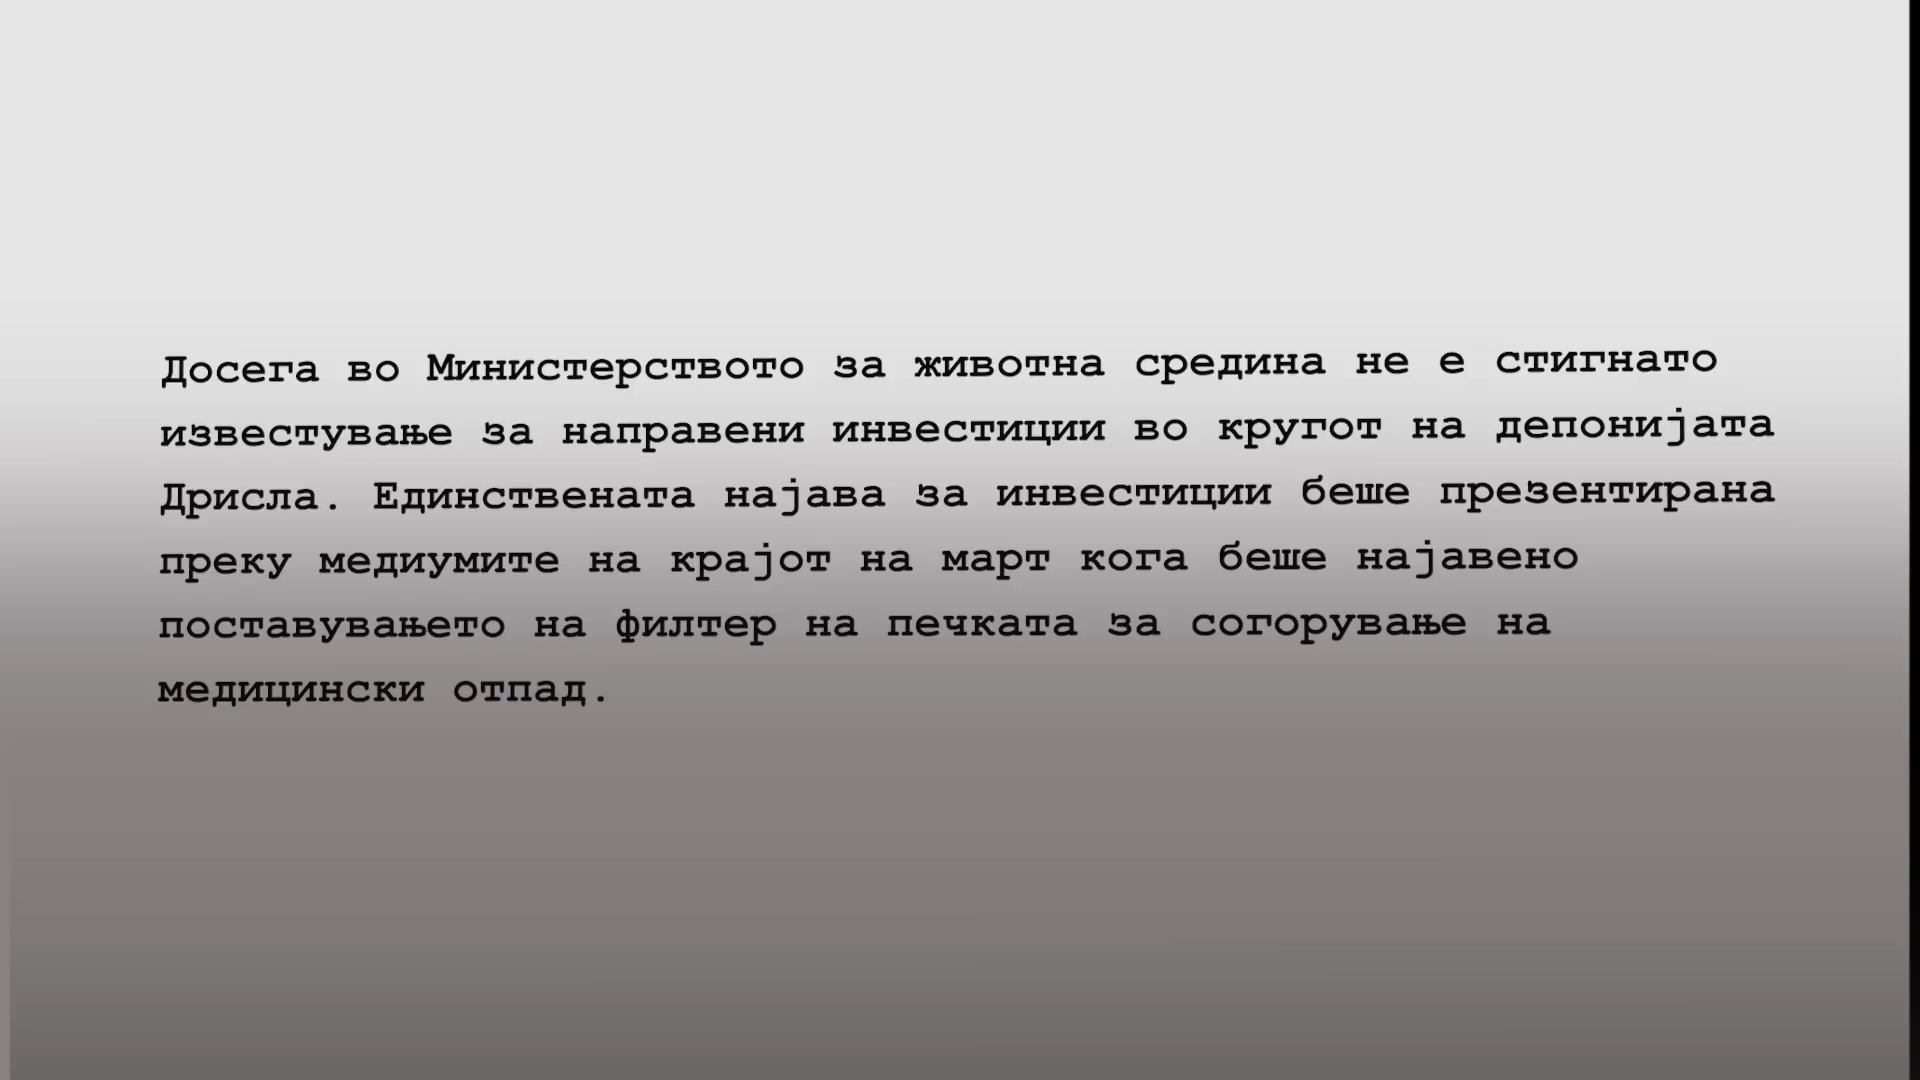 Досега во Министерството за животна средина не е стигнато
известување за направени инвестиции во кругот на депонијата
Дрисла. Единствената најава за инвестиции беше презентирана
преку медиумите на крајот на март кога беше најавено
поставувањето на филтер на печката за согорување на
медицински отпад.